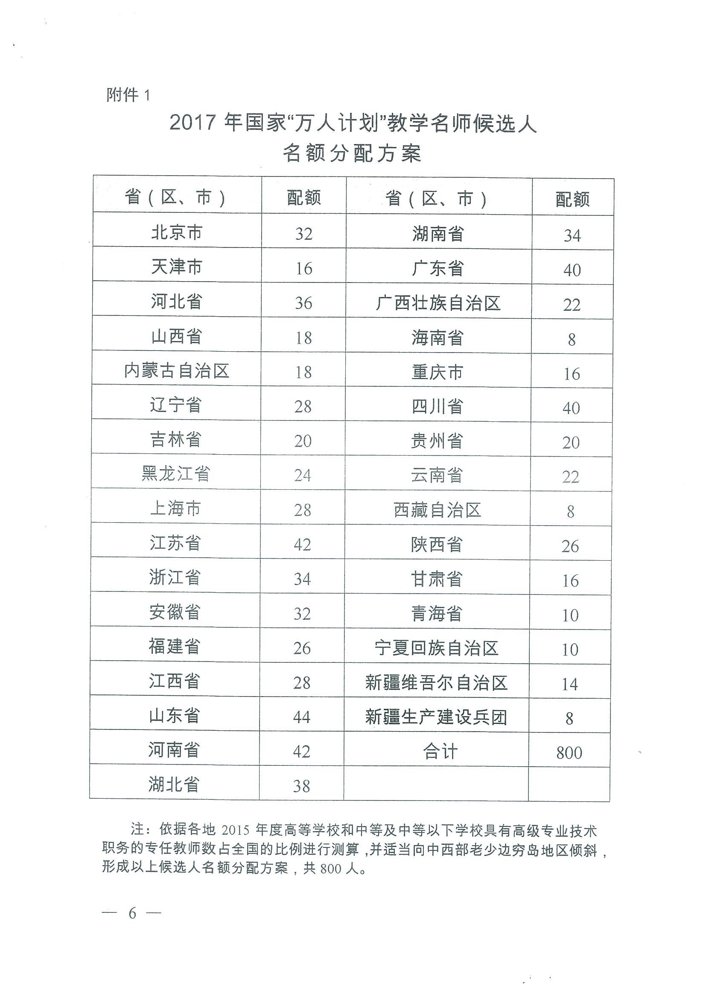 附件 1
2017 年国家“万人计划”教学名师候选人
名额分配方案
省(区、市) 配额 省(区、市) 配额
北京市 32 湖南省 34
天津市 16 广东省 40
河北省 36 广西壮族自治区 22
山西省 18 海南省 8
内蒙古自治区 18 重庆市 16
辽宁省 28 四川省 40
吉林省 20 贵州省 20
黑龙江省 24 云南省 22
上海市 28 西藏自治区 8
江苏省 42 陕西省 26
浙江省 34 甘肃省 16
安徽省 32 青海省 10
福建省 26 宁夏回族自治区 10
江西省 28 新疆维吾尔自治区 14
山东省 44 新疆生产建设兵团 8
河南省 42 合计 800
湖北省 38
注：依据各地 2015 年度高等学校和中等及中等以下学校具有高级专业技术
职务的专任教师数占全国的比例进行测算，并适当向中西部老少边穷岛地区倾斜，
形成以上候选人名额分配方案，共 800 人。
— 6 —